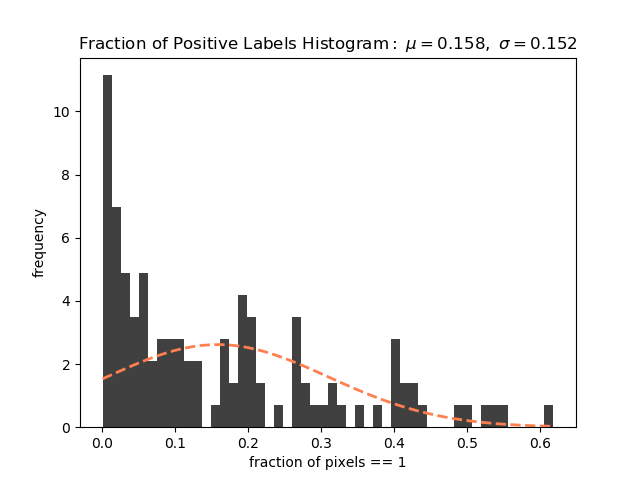 Fraction of Positive Labels Histogram: μ = 0.158, σ = 0.152
10
8
6
4
2
0
frequency
0.0 0.1 0.2 0.3 0.4 0.5 0.6
fraction of pixels == 1